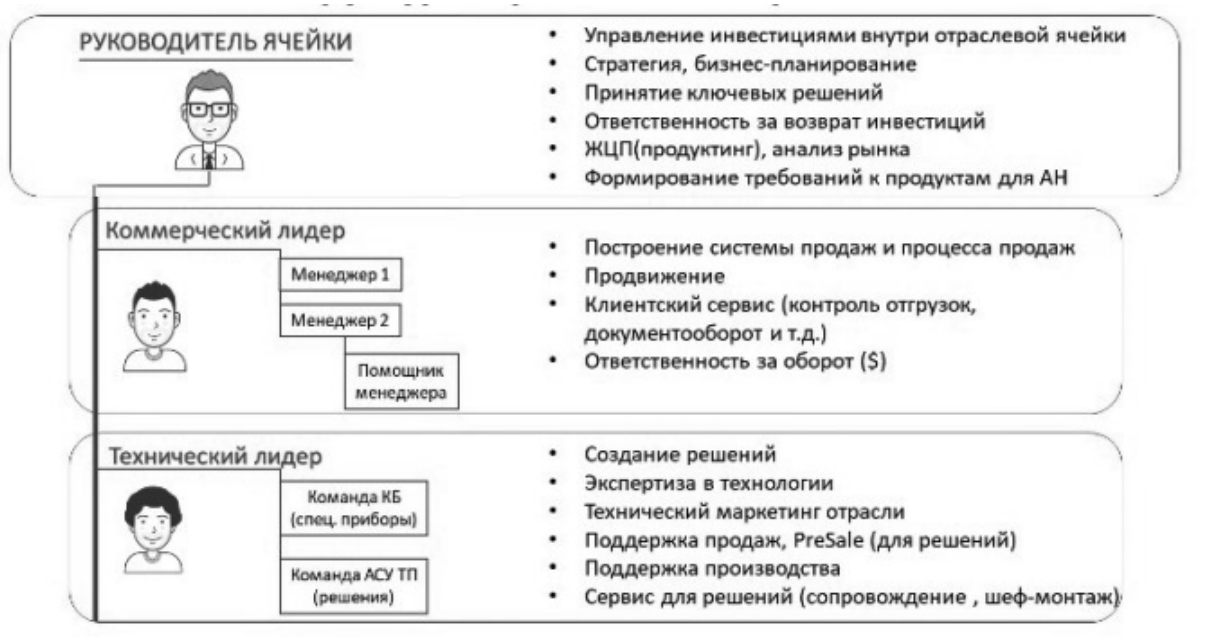 РУКОВОДИТЕЛЬ ЯЧЕЙКИ
• Управление инвестициями внутри отраслевой ячейки
• Стратегия, бизнес-планирование
• Принятие ключевых решений
• Ответственность за возврат инвестиций
• ЖЦП(продуктинг), анализ рынка
• Формирование требований к продуктам для АН
Коммерческий лидер
Менеджер 1
Менеджер 2
Помощник
менеджера
• Построение системы продаж и процесса продаж
• Продвижение
• Клиентский сервис (контроль отгрузок,
документооборот и т.д.)
• Ответственность за оборот ($)
Технический лидер
Команда КБ
(спец. приборы)
Команда АСУ ТП
(решения)
• Создание решений
• Экспертиза в технологии
• Технический маркетинг отрасли
• Поддержка продаж, PreSale (для решений)
• Поддержка производства
• Сервис для решений (сопровождение , шеф-монтаж)